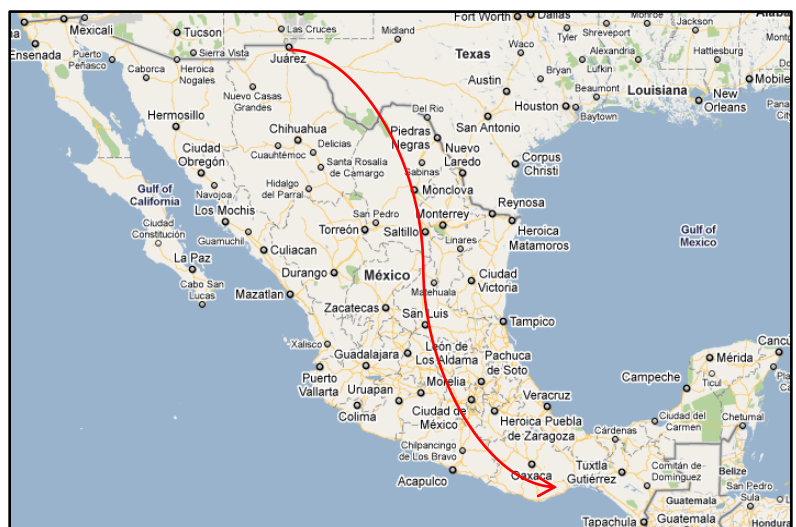 Mexicali
Ensenada
Puerto
Peñasco
Tucson
Sierra Vista
Heroica
Nogales
Caborca
Las Cruces
Juárez
Nuevo Casas
Grandes
Midland
Texas
Fort Worth
Dallas
Waco
Tyler
Shreveport
Monroe
Jackson
Alabama
Alexandria
Hattiesburg
Bryan
Lufkin
Austin
Beaumont
Louisiana
Mobile
Houston
Baytown
New
Orleans
San Antonio
Del Rio
Piedras
Negras
Hermosillo
Chihuahua
Cuauhtémoc
Delicias
Santa Rosalia
de Camargo
Ciudad
Obregón
Hidalgo
del Parral
Sabinas
Nuevo
Laredo
Corpus
Christi
Gulf of
California
Navojoa
Monclova
Los Mochis
San Pedro
Monterrey
Reynosa
Ciudad
Constitución
Guamuchil
Torreón
Saltillo
Linares
Heroica
Matamoros
Gulf of
Mexico
Culiacan
La Paz
Durango
México
Matehuala
Ciudad
Victoria
Cabo San
Lucas
Mazatlan
Zacatecas
San Luis
Tampico
Xalisco
Guadalajara
León de
Los Aldama
Pachuca
de Soto
Mérida
Ticul
Puerto
Vallarta
Uruapan
Morelia
Campeche
Colima
Ciudad de
México
Veracruz
Heroica Puebla
de Zaragoza
Ciudad del
Carmen
Chetumal
Cárdenas
Chilpancingo
de Los Bravo
Acapulco
Oaxaca
Tuxtla
Gutiérrez
Comitán de
Domínguez
Belize
San Pedro
Sula
Guatemala
Tapachula
Guatemala